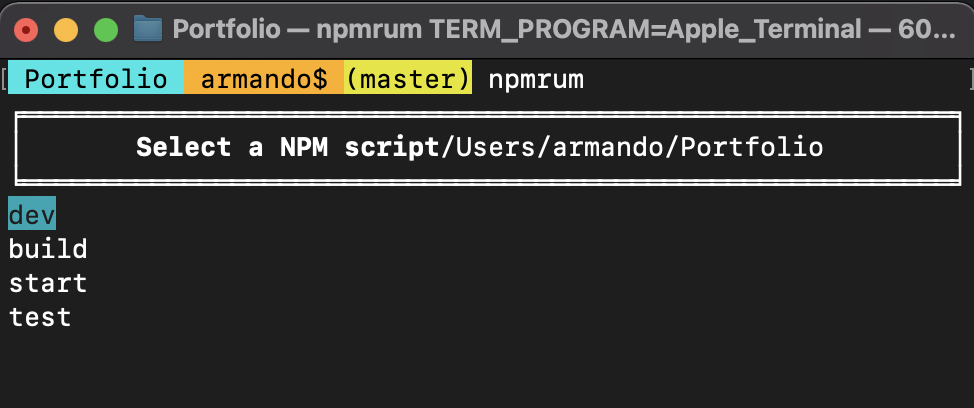 Portfolio — npmrum TERM_PROGRAM=Apple_Terminal — 60...
Portfolio armando$ (master) npmrum
Select a NPM script/Users/armando/Portfolio
dev
build
start
test